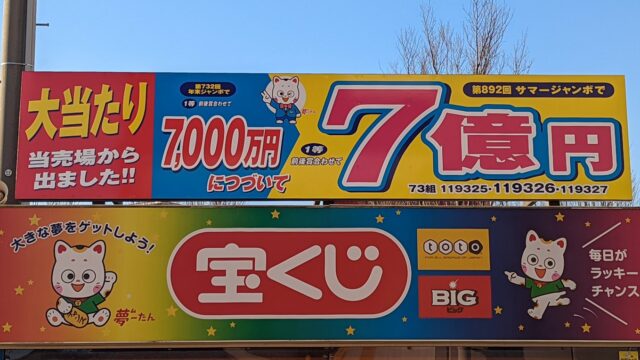 大当たり
当売場から
出ました!!
第732回
年末ジャンボで
1等 前後賞合わせて
7,000万円
につづいて
第892回 サマージャンボで
1等
前後賞合わせて
7億円
73組 119325・119326・119327
大きな夢をゲットしよう!
夢一たん
宝くじ
toto
BIG
ビッグ
毎日が
ラッキー
チャンス